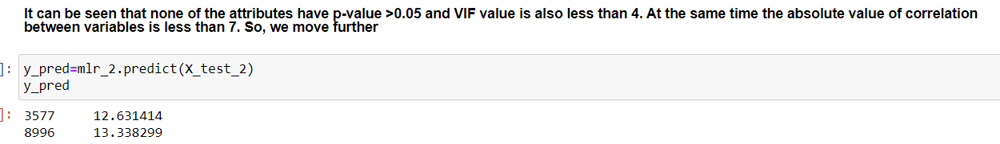 It can be seen that none of the attributes have p-value >0.05 and VIF value is also less than 4. At the same time the absolute value of correlation
between variables is less than 7. So, we move further
]: y_pred=mlr_2.predict(X_test_2)
y_pred
]: 3577 12.631414
8996 13.338299